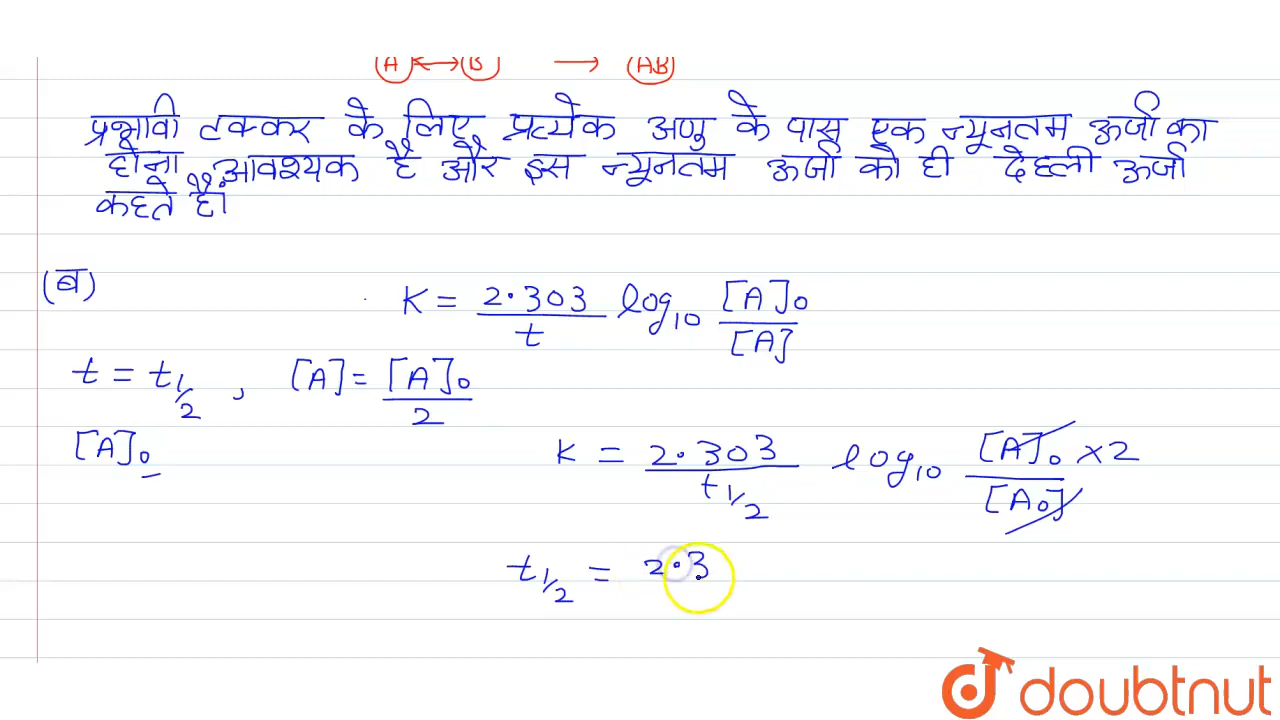 A ⟷ B → AB
प्रभावी टक्कर के लिए प्रत्येक अणु के पास एक न्यूनतम ऊर्जा का
होना आवश्यक है और इस न्यूनतम ऊर्जा को ही देहली ऊर्जा
कहते हैं।
(ब)
K = 2.303/t log₁₀ [A]₀/[A]
t = t₁/₂ , [A] = [A]₀/2
[A]₀
K = 2.303/t₁/₂ log₁₀ [A]₀ × 2/[A₀]
t₁/₂ = 2.3
doubtnut